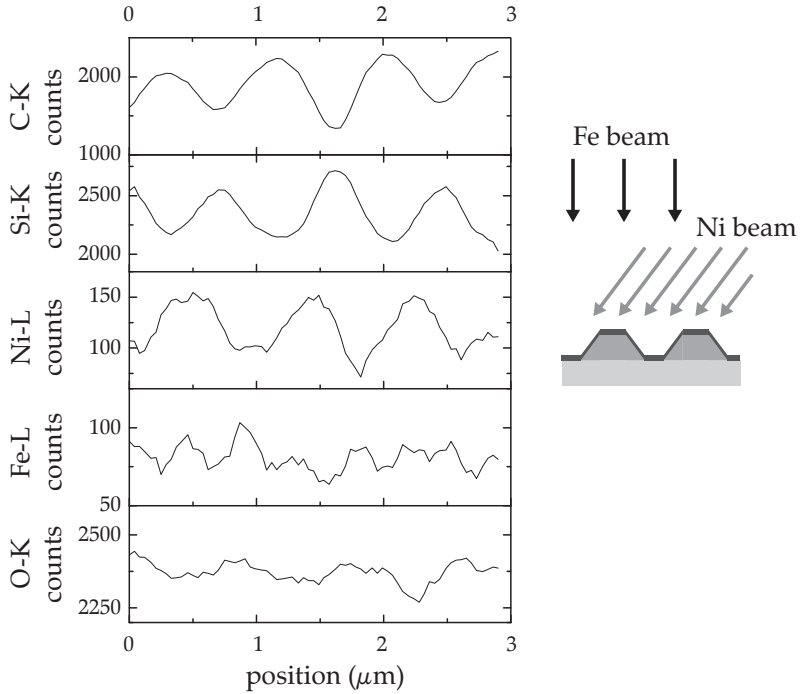 0 1 2 3
C-K
counts
2000
1000
Si-K
counts
2500
2000
Ni-L
counts
150
100
Fe-L
counts
100
50
O-K
counts
2500
2250
0 1 2 3
position (μm)
Fe beam
Ni beam